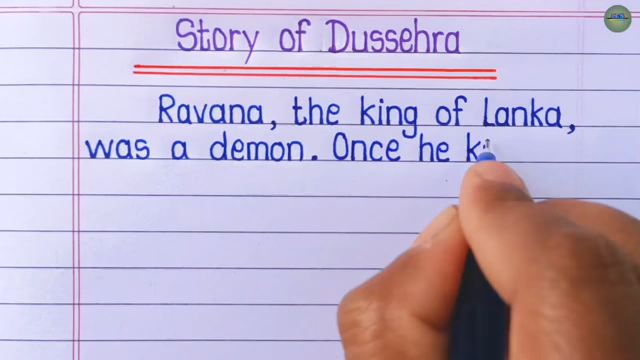 Story of Dussehra
Ravana, the king of Lanka,
was a demon. Once he